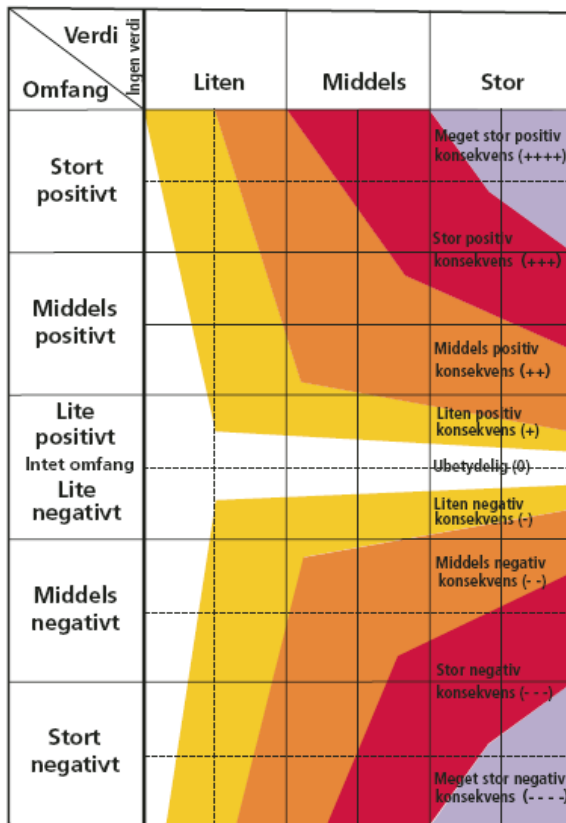 Verdi
Omfang
Ingen verdi
Liten
Middels
Stor
Stort
positivt
Meget stor positiv
konsekvens (++++)
Stor positiv
konsekvens (+++)
Middels
positivt
Middels positiv
konsekvens (++)
Lite
positivt
Liten positiv
konsekvens (+)
Intet omfang
Ubetydelig (0)
Lite
negativt
Liten negativ
konsekvens (-)
Middels
negativt
Middels negativ
konsekvens (- -)
Stor negativ
konsekvens (- - -)
Stort
negativt
Meget stor negativ
konsekvens (- - - -)